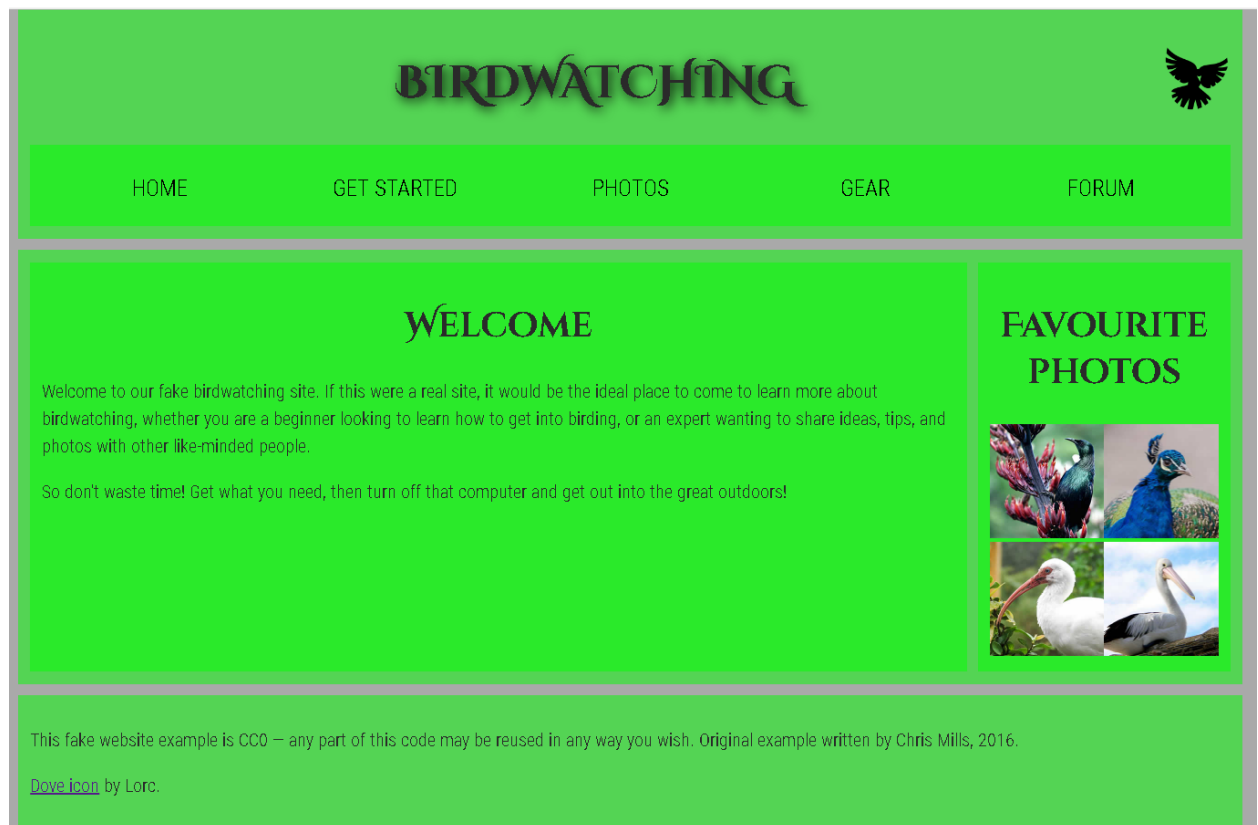 BIRDWATCHING
HOME GET STARTED PHOTOS GEAR FORUM
Welcome
Welcome to our fake birdwatching site. If this were a real site, it would be the ideal place to come to learn more about
birdwatching, whether you are a beginner looking to learn how to get into birding, or an expert wanting to share ideas, tips, and
photos with other like-minded people.
So don't waste time! Get what you need, then turn off that computer and get out into the great outdoors!
Favourite
photos
This fake website example is CC0 — any part of this code may be reused in any way you wish. Original example written by Chris Mills, 2016.
Dove icon by Lorc.